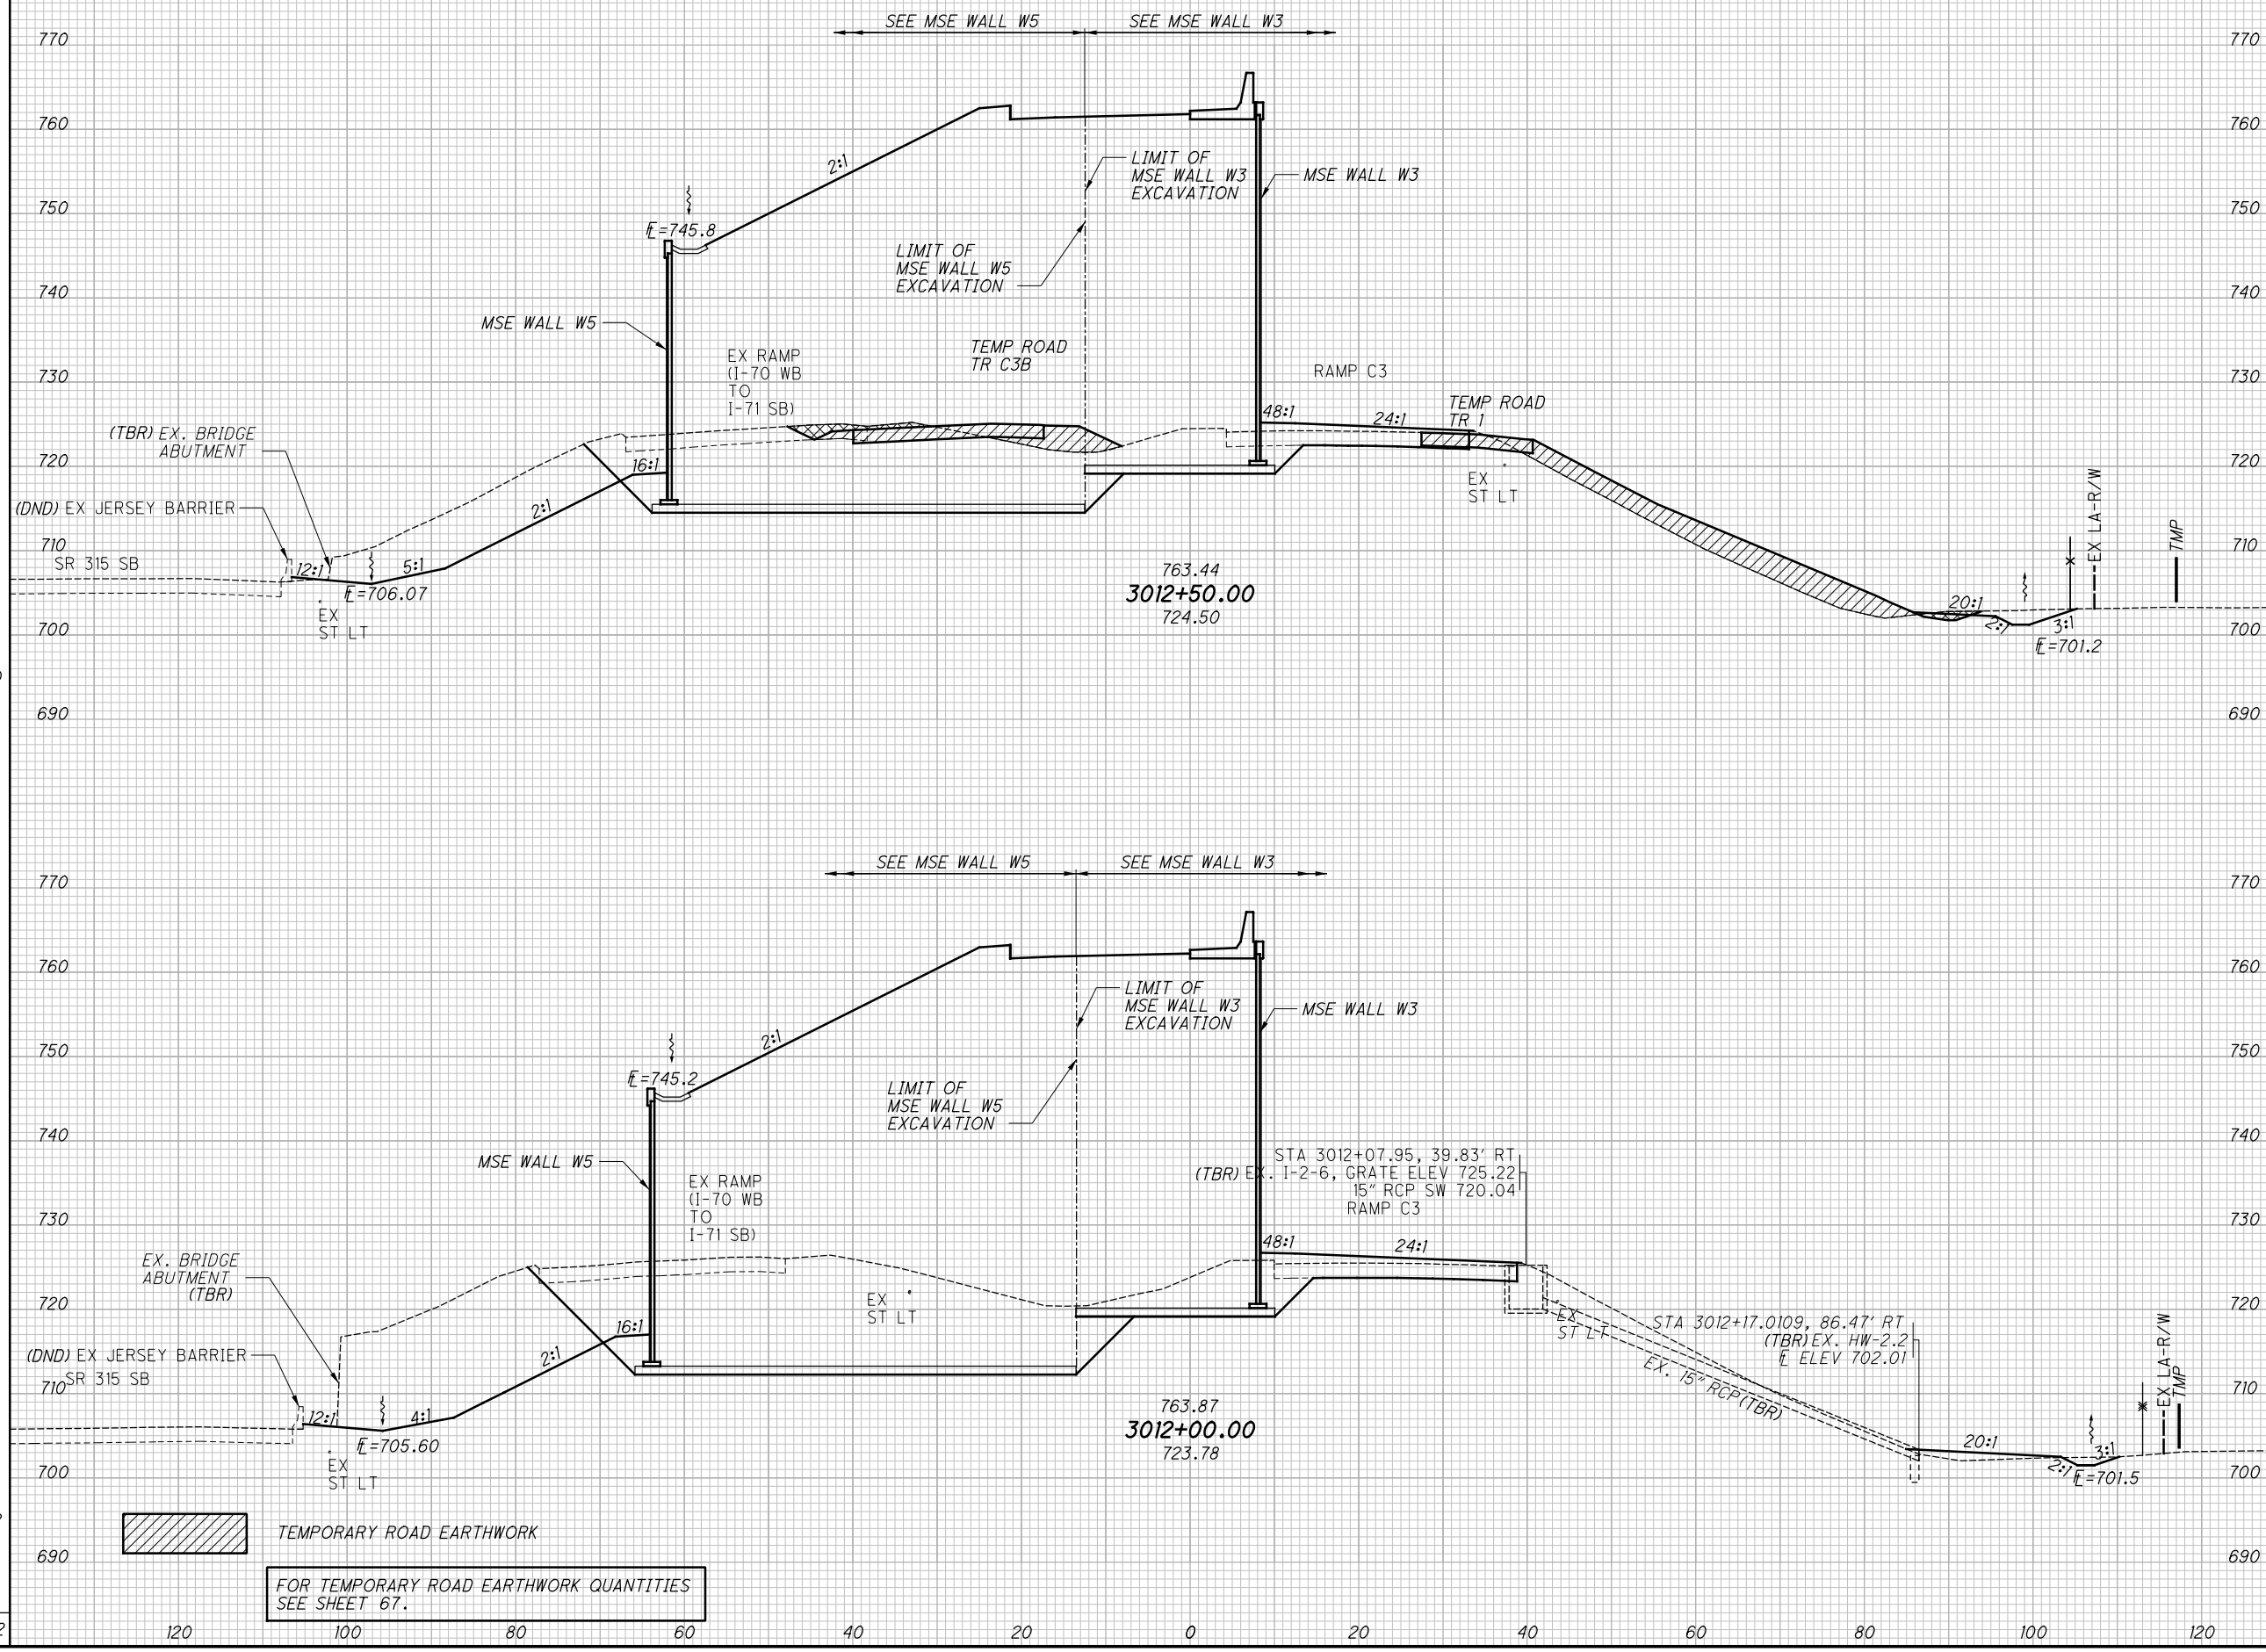 SEE MSE WALL W5
SEE MSE WALL W3
770
770
760
760
LIMIT OF
MSE WALL W3
EXCAVATION
MSE WALL W3
2:1
750
750
℄=745.8
LIMIT OF
MSE WALL W5
EXCAVATION
740
740
MSE WALL W5
EX RAMP
(I-70 WB
TO
I-71 SB)
TEMP ROAD
TR C3B
RAMP C3
730
730
48:1
24:1
TEMP ROAD
TR 1
(TBR) EX. BRIDGE
ABUTMENT
720
720
16:1
EX
ST LT
(DND) EX JERSEY BARRIER
2:1
EX LA-R/W
TMP
710
710
SR 315 SB
12:1
5:1
℄=706.07
EX
ST LT
763.44
3012+50.00
724.50
20:1
2:1
3:1
℄=701.2
700
700
690
690
SEE MSE WALL W5
SEE MSE WALL W3
770
770
760
760
LIMIT OF
MSE WALL W3
EXCAVATION
MSE WALL W3
2:1
750
750
℄=745.2
LIMIT OF
MSE WALL W5
EXCAVATION
740
740
MSE WALL W5
STA 3012+07.95, 39.83' RT
(TBR) EX. I-2-6, GRATE ELEV 725.22
15" RCP SW 720.04
RAMP C3
EX RAMP
(I-70 WB
TO
I-71 SB)
730
730
48:1
24:1
EX. BRIDGE
ABUTMENT
(TBR)
720
720
EX
ST LT
EX
ST LT
16:1
STA 3012+17.0109, 86.47' RT
(TBR) EX. HW-2.2
℄ ELEV 702.01
EX. 15" RCP (TBR)
EX LA-R/W
TMP
(DND) EX JERSEY BARRIER
SR 315 SB
2:1
710
710
12:1
4:1
℄=705.60
EX
ST LT
763.87
3012+00.00
723.78
20:1
2:1
3:1
℄=701.5
700
700
TEMPORARY ROAD EARTHWORK
690
690
FOR TEMPORARY ROAD EARTHWORK QUANTITIES
SEE SHEET 67.
120 100 80 60 40 20 0 20 40 60 80 100 120